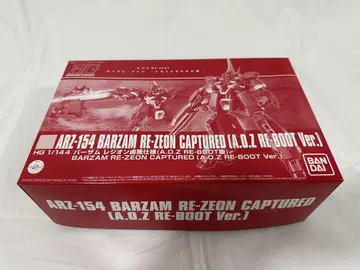 HG
ARZ-154 BARZAM RE-ZEON CAPTURED (A.O.Z RE-BOOT Ver.)
HG 1/144 バーザム レジオン鹵獲仕様 (A.O.Z RE-BOOT版)
BARZAM RE-ZEON CAPTURED (A.O.Z RE-BOOT Ver.)
BAN
DAI
ARZ-154 BARZAM RE-ZEON CAPTURED
(A.O.Z RE-BOOT Ver.)